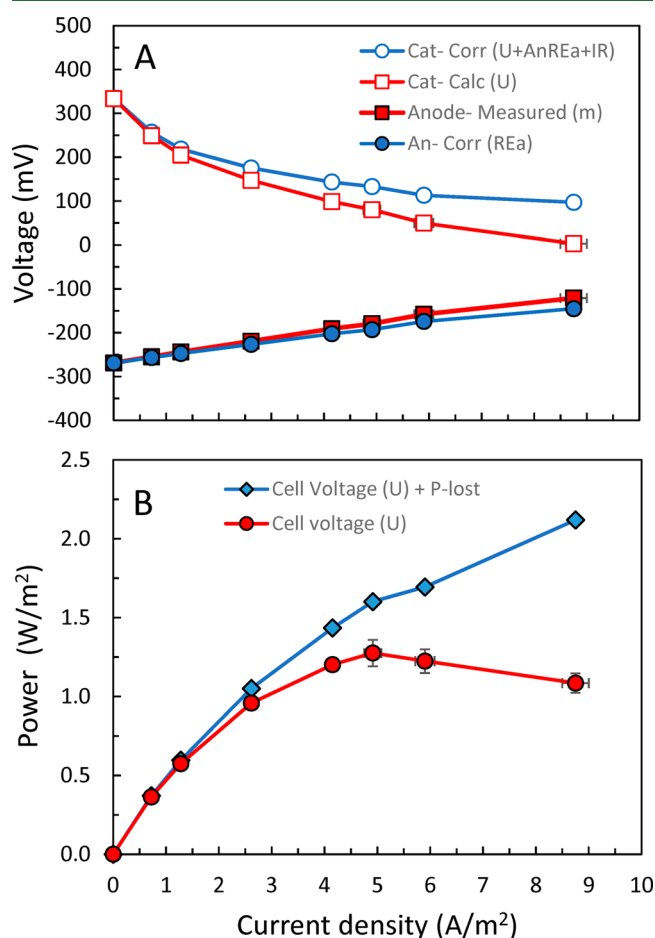 A
Cat- Corr (U+AnREa+IR)
Cat- Calc (U)
Anode- Measured (m)
An- Corr (REa)
Voltage (mV)
500
400
300
200
100
0
-100
-200
-300
-400
B
Cell Voltage (U) + P-lost
Cell voltage (U)
Power (W/m²)
2.5
2.0
1.5
1.0
0.5
0.0
0 1 2 3 4 5 6 7 8 9 10
Current density (A/m²)